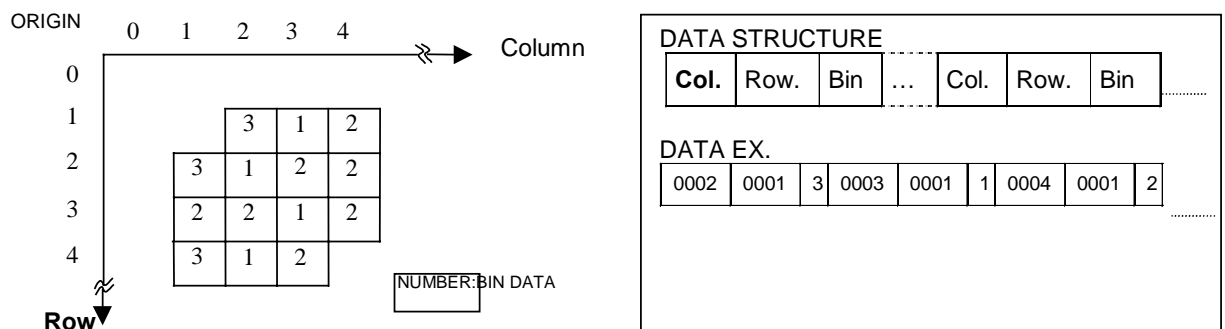 ORIGIN
0 1 2 3 4
Column
0
1 3 1 2
2 3 1 2 2
3 2 2 1 2
4 3 1 2
NUMBER:BIN DATA
Row
DATA STRUCTURE
Col. Row. Bin ... Col. Row. Bin
DATA EX.
0002 0001 3 0003 0001 1 0004 0001 2